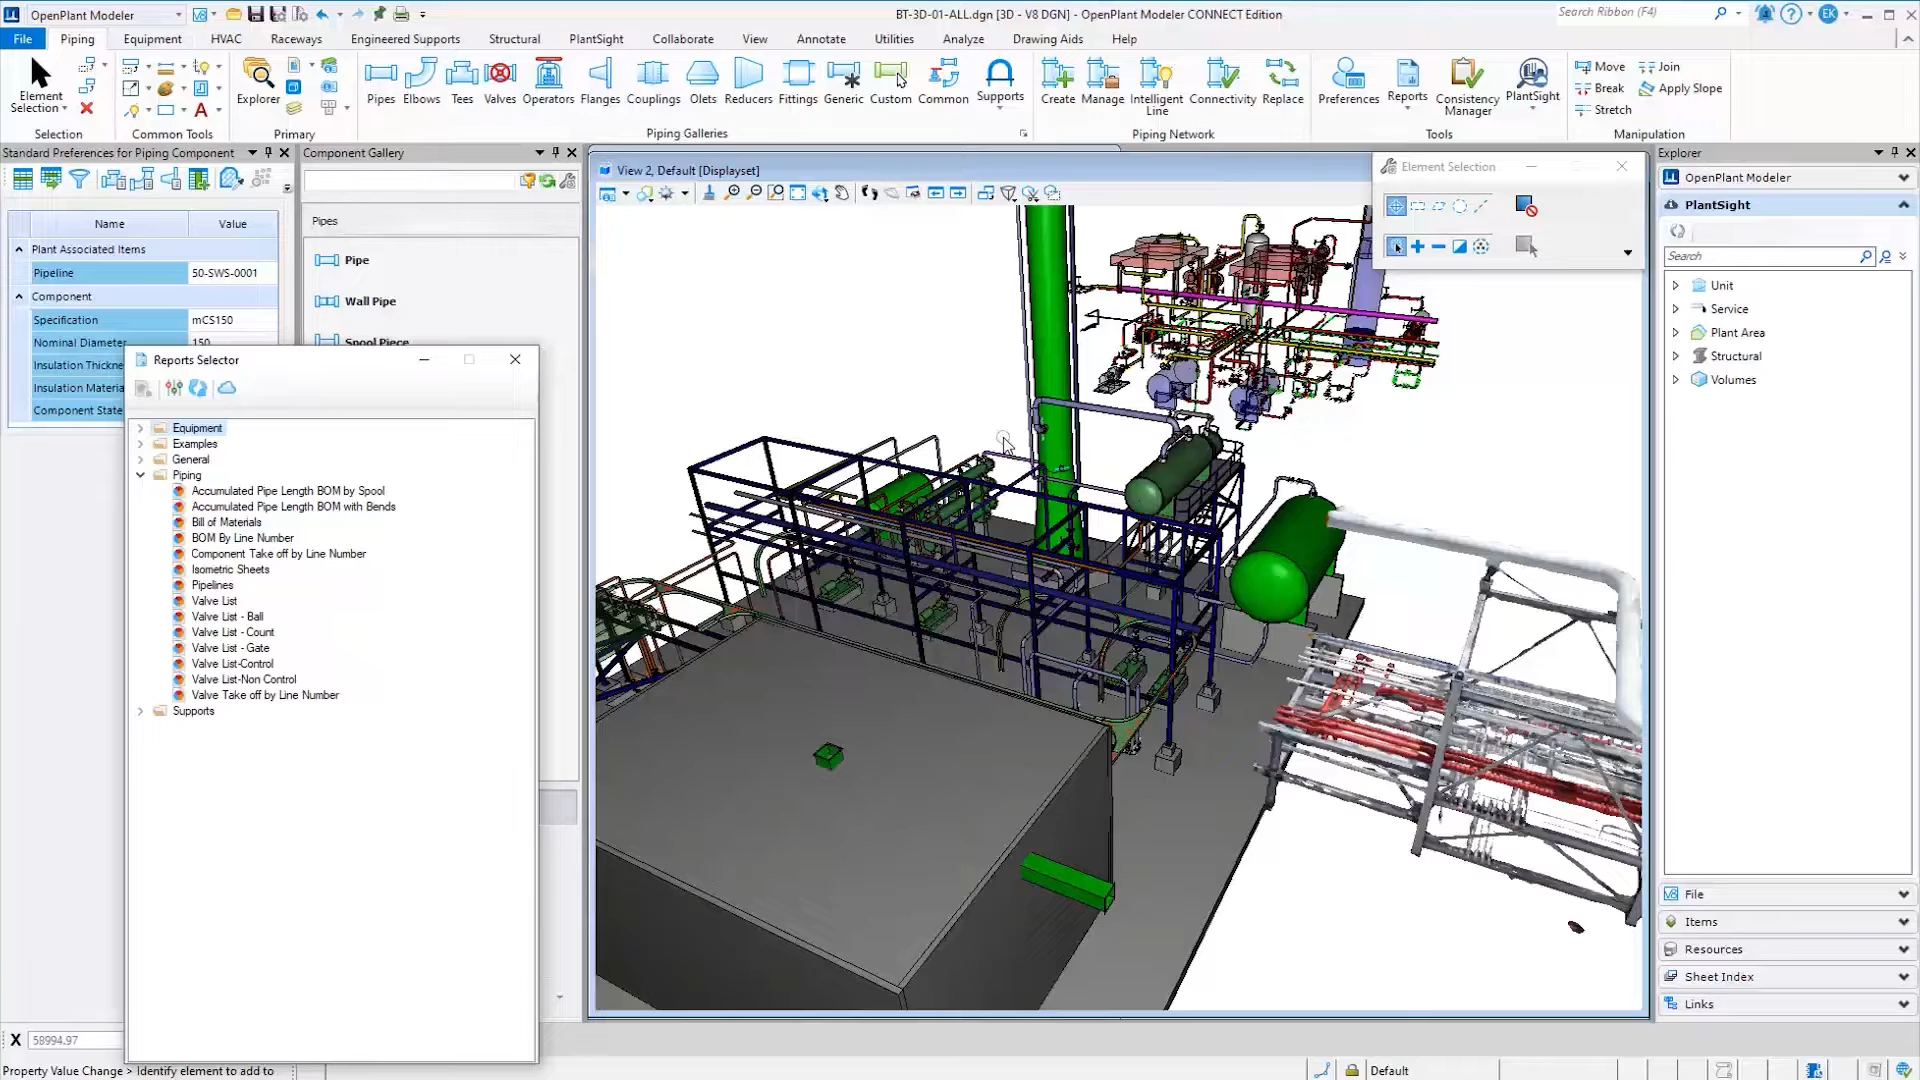 OpenPlant Modeler
BT-3D-01-ALL.dgn [3D - V8 DGN] - OpenPlant Modeler CONNECT Edition
Search Ribbon (F4)
EK
File Piping Equipment HVAC Raceways Engineered Supports Structural PlantSight Collaborate View Annotate Utilities Analyze Drawing Aids Help
Element Selection
Explorer
Pipes Elbows Tees Valves Operators Flanges Couplings Olets Reducers Fittings Generic Custom Common Supports
Create Manage Intelligent Line Connectivity Replace
Preferences Reports Consistency Manager PlantSight
Move Join
Break Apply Slope
Stretch
Selection Common Tools Primary Piping Galleries Piping Network Tools Manipulation
Standard Preferences for Piping Component
Name Value
Plant Associated Items
Pipeline 50-SWS-0001
Component
Specification mCS150
Nominal Diameter 150
Insulation Thickne
Insulation Materia
Component State
Component Gallery
Pipes
Pipe
Wall Pipe
Spool Piece
Reports Selector
Equipment
Examples
General
Piping
Accumulated Pipe Length BOM by Spool
Accumulated Pipe Length BOM with Bends
Bill of Materials
BOM By Line Number
Component Take off by Line Number
Isometric Sheets
Pipelines
Valve List
Valve List - Ball
Valve List - Count
Valve List - Gate
Valve List-Control
Valve List-Non Control
Valve Take off by Line Number
Supports
View 2, Default [Displayset]
Element Selection
Explorer
OpenPlant Modeler
PlantSight
Search
Unit
Service
Plant Area
Structural
Volumes
File
Items
Resources
Sheet Index
Links
X 58994.97
Property Value Change > Identify element to add to
Default